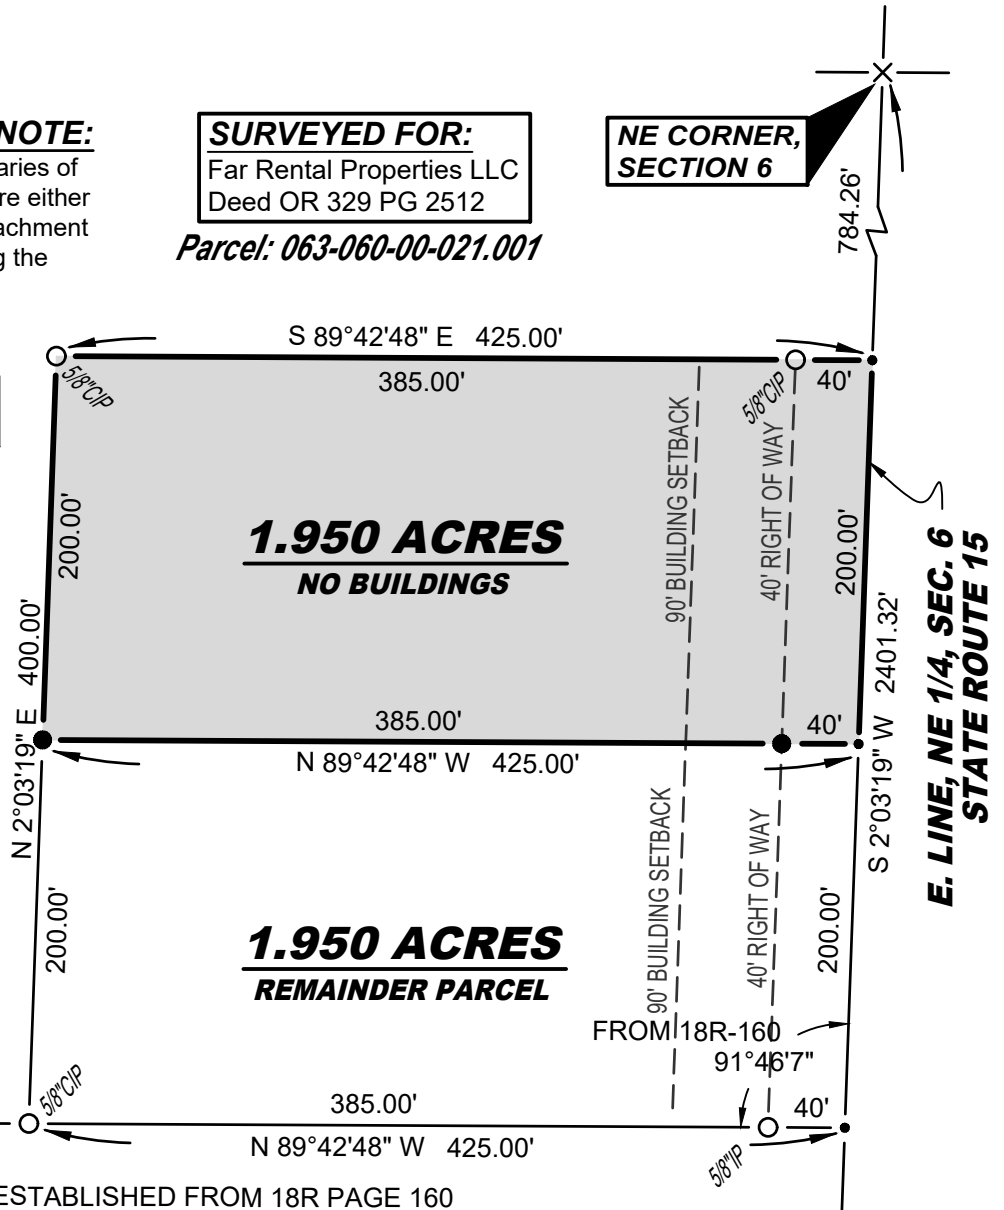 NOTE:
aries of
re either
achment
g the
SURVEYED FOR:
Far Rental Properties LLC
Deed OR 329 PG 2512
Parcel: 063-060-00-021.001
NE CORNER,
SECTION 6
784.26'
S 89°42'48" E 425.00'
5/8"CIP
385.00'
5/8"CIP
40'
200.00'
1.950 ACRES
NO BUILDINGS
90' BUILDING SETBACK
40' RIGHT OF WAY
200.00'
E. LINE, NE 1/4, SEC. 6
STATE ROUTE 15
N 2°03'19" E 400.00'
S 2°03'19" W 2401.32'
385.00'
40'
N 89°42'48" W 425.00'
200.00'
1.950 ACRES
REMAINDER PARCEL
90' BUILDING SETBACK
40' RIGHT OF WAY
200.00'
FROM 18R-160
91°46'7"
5/8"CIP
385.00'
40'
N 89°42'48" W 425.00'
5/8"IP
ESTABLISHED FROM 18R PAGE 160